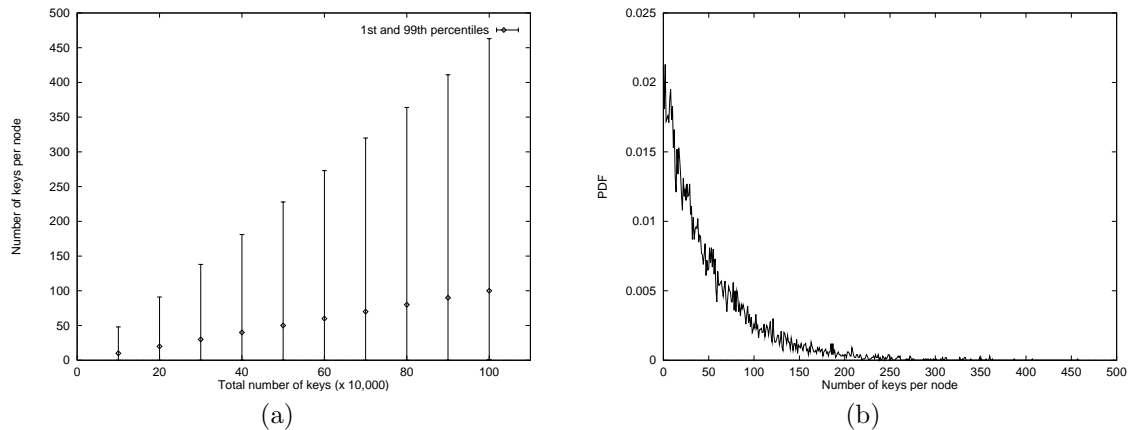 500
450
400
350
300
250
200
150
100
50
0
Number of keys per node
1st and 99th percentiles
0 20 40 60 80 100
Total number of keys (x 10,000)
(a)
0.025
0.02
0.015
0.01
0.005
0
PDF
0 50 100 150 200 250 300 350 400 450 500
Number of keys per node
(b)